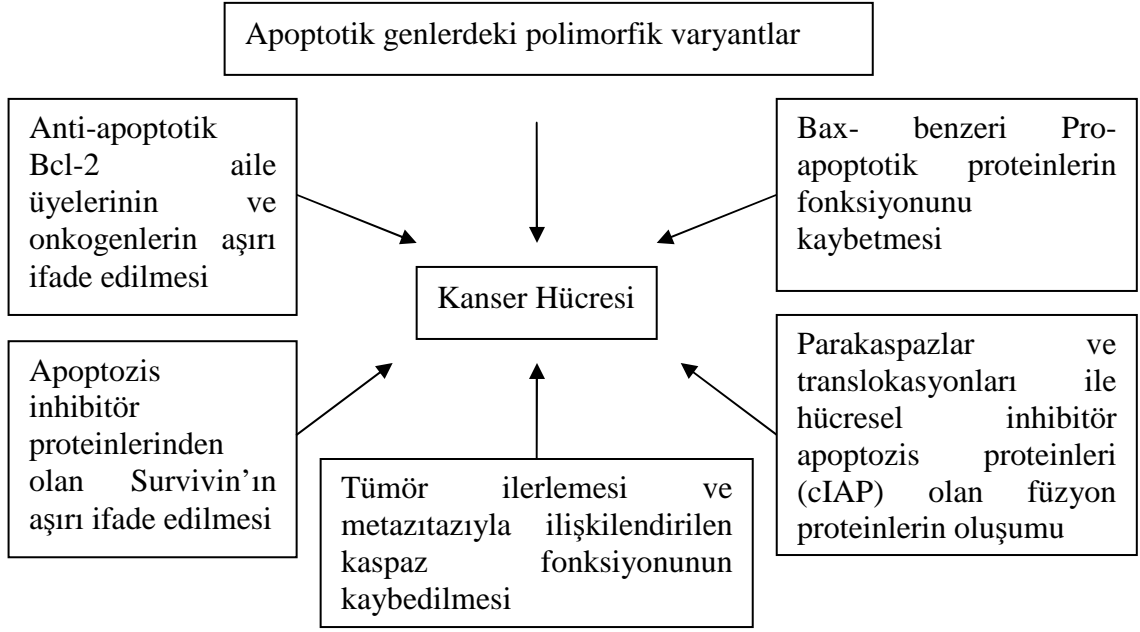 Apoptotik genlerdeki polimorfik varyantlar
Anti-apoptotik
Bcl-2 aile
üyelerinin ve
onkogenlerin aşırı
ifade edilmesi
Bax- benzeri Pro-
apoptotik proteinlerin
fonksiyonunu
kaybetmesi
Kanser Hücresi
Apoptozis
inhibitör
proteinlerinden
olan Survivin’ın
aşırı ifade edilmesi
Tümör ilerlemesi ve
metazıtazıyla ilişkilendirilen
kaspaz fonksiyonunun
kaybedilmesi
Parakaspazlar ve
translokasyonları ile
hücresel inhibitör
apoptozis proteinleri
(cIAP) olan füzyon
proteinlerin oluşumu